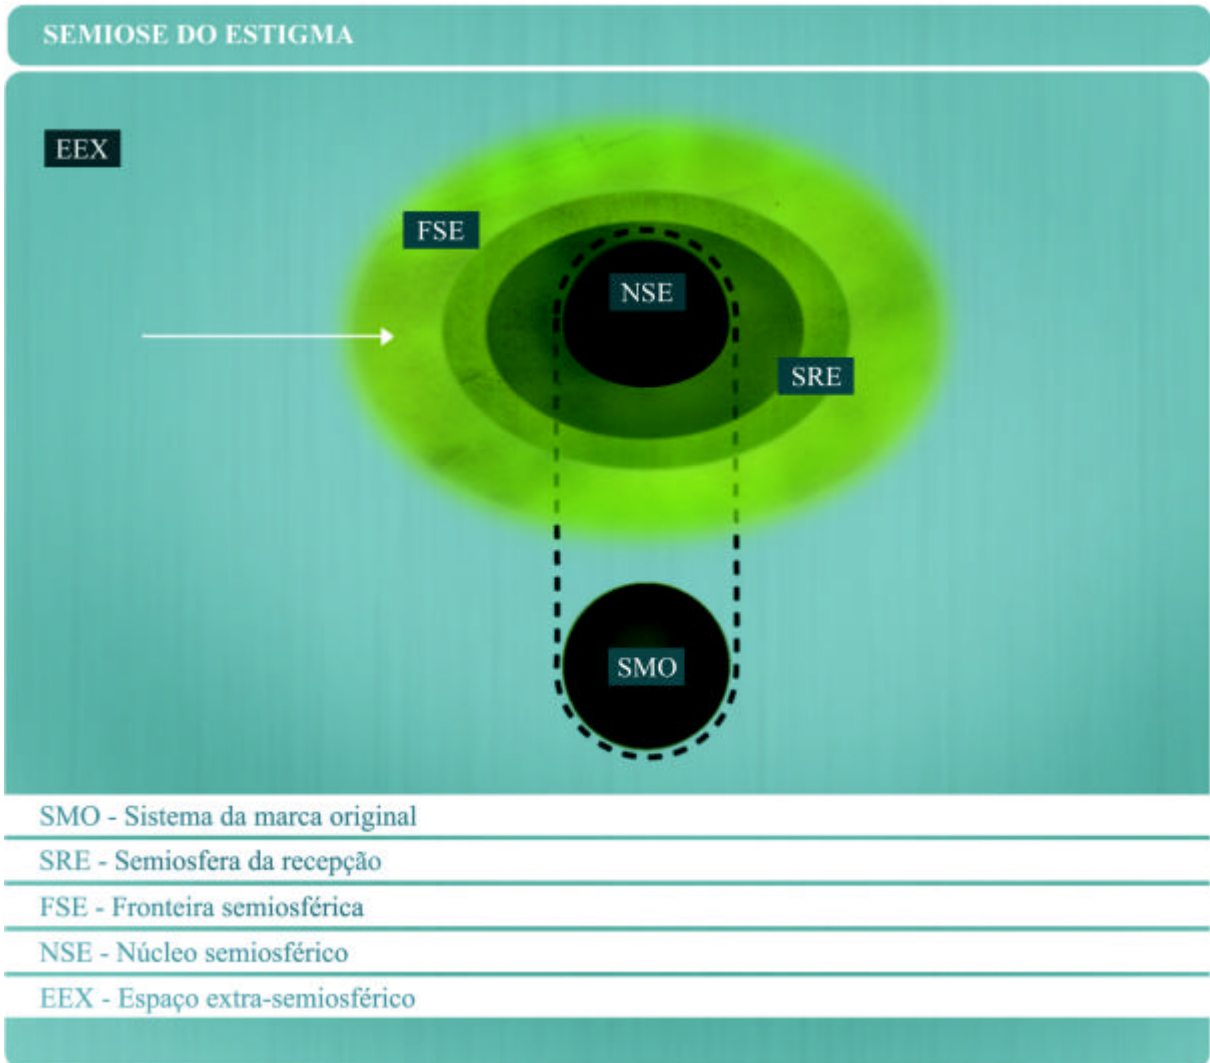 SEMIOSE DO ESTIGMA
EEX
FSE
NSE
SRE
SMO
SMO - Sistema da marca original
SRE - Semiosfera da recepção
FSE - Fronteira semiosférica
NSE - Núcleo semiosférico
EEX - Espaço extra-semiosférico